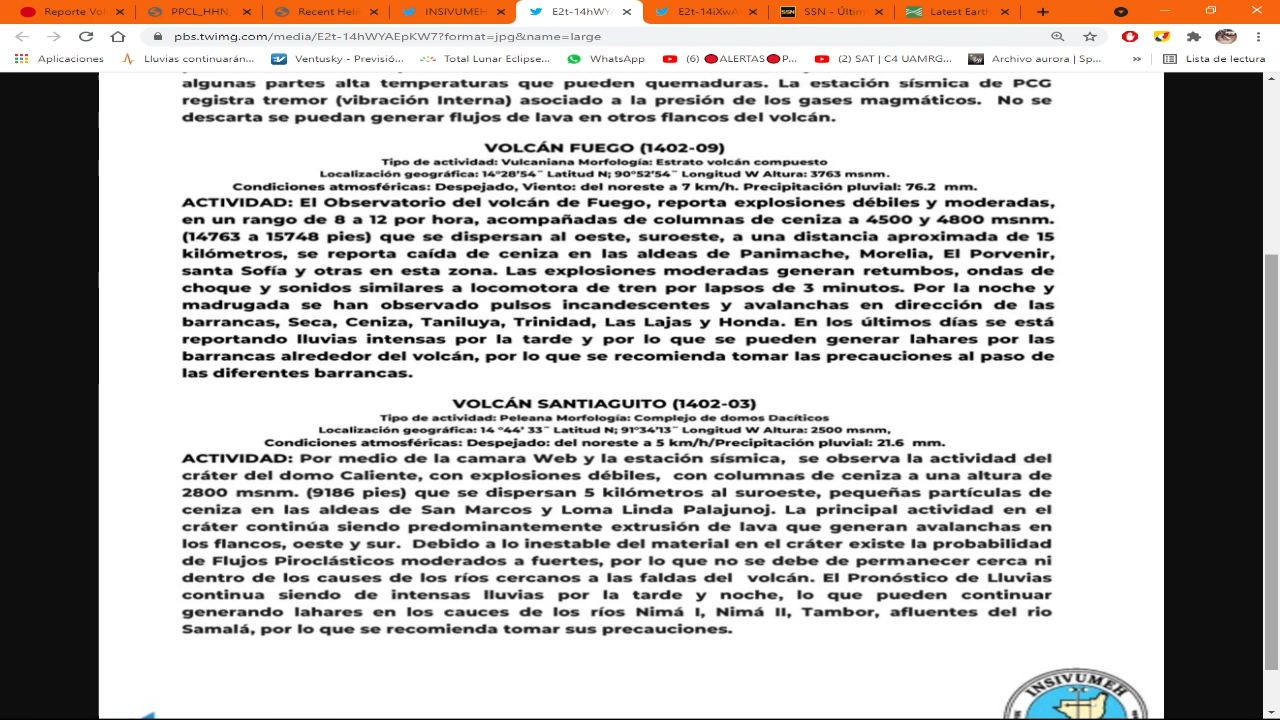 Reporte Vol
PPCL_HHN,
Recent Heli
INSIVUMEH
E2t-14hWYA
E2t-14iXwA
SSN - Últim
Latest Earth
pbs.twimg.com/media/E2t-14hWYAEpKW7?format=jpg&name=large
Aplicaciones
Lluvias continuarán...
Ventusky - Previsió...
Total Lunar Eclipse...
WhatsApp
(6) 🔴ALERTAS🔴P...
(2) SAT | C4 UAMRG...
Archivo aurora | Sp...
»
Lista de lectura
algunas partes alta temperaturas que pueden quemaduras. La estación sísmica de PCG
registra tremor (vibración Interna) asociado a la presión de los gases magmáticos. No se
descarta se puedan generar flujos de lava en otros flancos del volcán.
VOLCÁN FUEGO (1402-09)
Tipo de actividad: Vulcaniana Morfología: Estrato volcán compuesto
Localización geográfica: 14°28'54¨ Latitud N; 90°52'54¨ Longitud W Altura: 3763 msnm.
Condiciones atmosféricas: Despejado, Viento: del noreste a 7 km/h. Precipitación pluvial: 76.2 mm.
ACTIVIDAD: El Observatorio del volcán de Fuego, reporta explosiones débiles y moderadas,
en un rango de 8 a 12 por hora, acompañadas de columnas de ceniza a 4500 y 4800 msnm.
(14763 a 15748 pies) que se dispersan al oeste, suroeste, a una distancia aproximada de 15
kilómetros, se reporta caída de ceniza en las aldeas de Panimache, Morelia, El Porvenir,
santa Sofía y otras en esta zona. Las explosiones moderadas generan retumbos, ondas de
choque y sonidos similares a locomotora de tren por lapsos de 3 minutos. Por la noche y
madrugada se han observado pulsos incandescentes y avalanchas en dirección de las
barrancas, Seca, Ceniza, Taniluya, Trinidad, Las Lajas y Honda. En los últimos días se está
reportando lluvias intensas por la tarde y por lo que se pueden generar lahares por las
barrancas alrededor del volcán, por lo que se recomienda tomar las precauciones al paso de
las diferentes barrancas.
VOLCÁN SANTIAGUITO (1402-03)
Tipo de actividad: Peleana Morfología: Complejo de domos Dacíticos
Localización geográfica: 14 °44' 33¨ Latitud N; 91°34'13¨ Longitud W Altura: 2500 msnm,
Condiciones atmosféricas: Despejado: del noreste a 5 km/h/Precipitación pluvial: 21.6 mm.
ACTIVIDAD: Por medio de la camara Web y la estación sísmica, se observa la actividad del
cráter del domo Caliente, con explosiones débiles, con columnas de ceniza a una altura de
2800 msnm. (9186 pies) que se dispersan 5 kilómetros al suroeste, pequeñas partículas de
ceniza en las aldeas de San Marcos y Loma Linda Palajunoj. La principal actividad en el
cráter continúa siendo predominantemente extrusión de lava que generan avalanchas en
los flancos, oeste y sur. Debido a lo inestable del material en el cráter existe la probabilidad
de Flujos Piroclásticos moderados a fuertes, por lo que no se debe de permanecer cerca ni
dentro de los causes de los ríos cercanos a las faldas del volcán. El Pronóstico de Lluvias
continua siendo de intensas lluvias por la tarde y noche, lo que pueden continuar
generando lahares en los cauces de los ríos Nimá I, Nimá II, Tambor, afluentes del rio
Samalá, por lo que se recomienda tomar sus precauciones.
INSIVUMEH